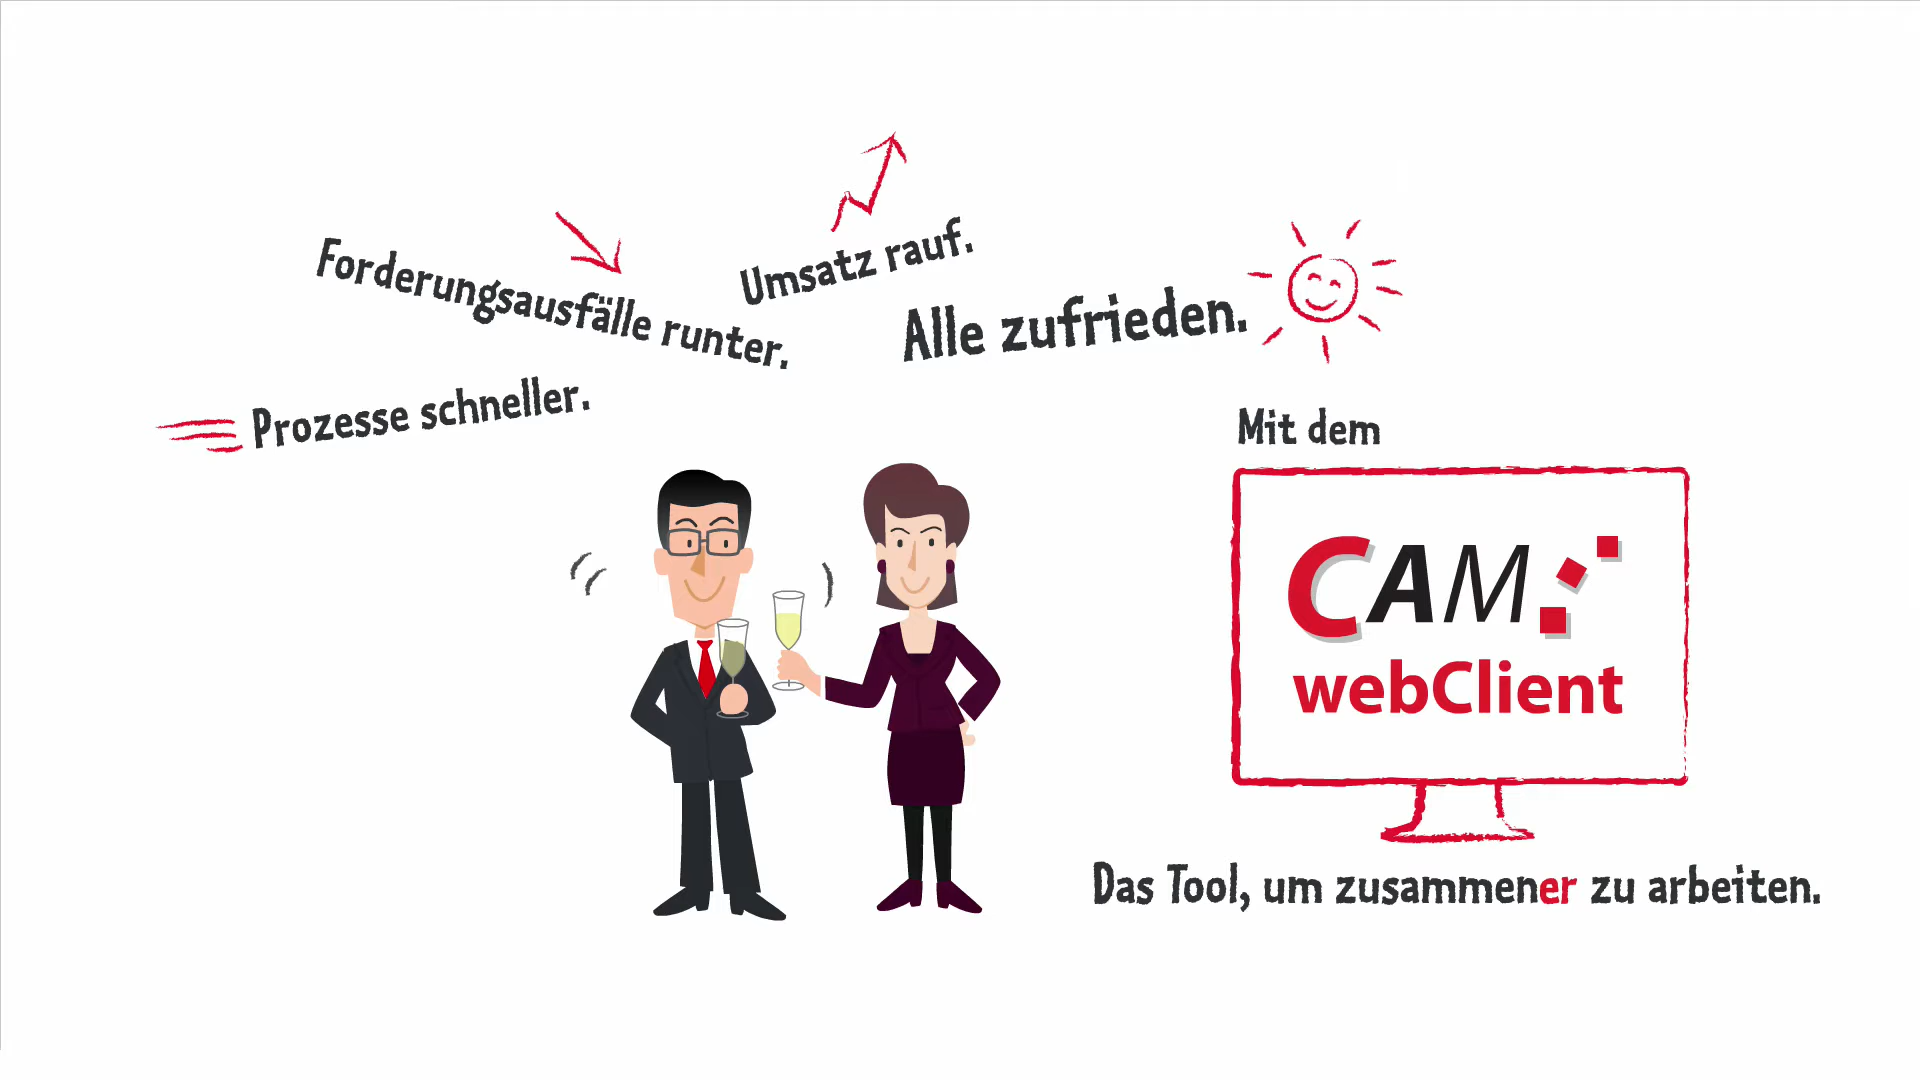 Forderungsausfälle runter.
Umsatz rauf.
Alle zufrieden.
Prozesse schneller.
Mit dem
CAM
webClient
Das Tool, um zusammener zu arbeiten.